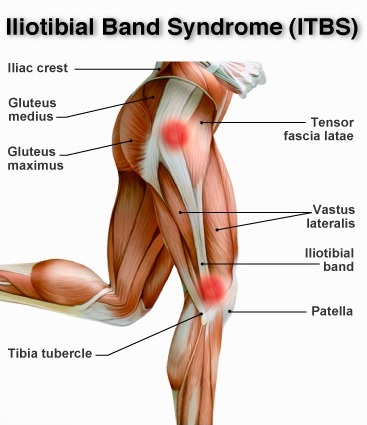 Iliotibial Band Syndrome (ITBS)
Iliac crest
Gluteus
medius
Gluteus
maximus
Tensor
fascia latae
Vastus
lateralis
Iliotibial
band
Patella
Tibia tubercle